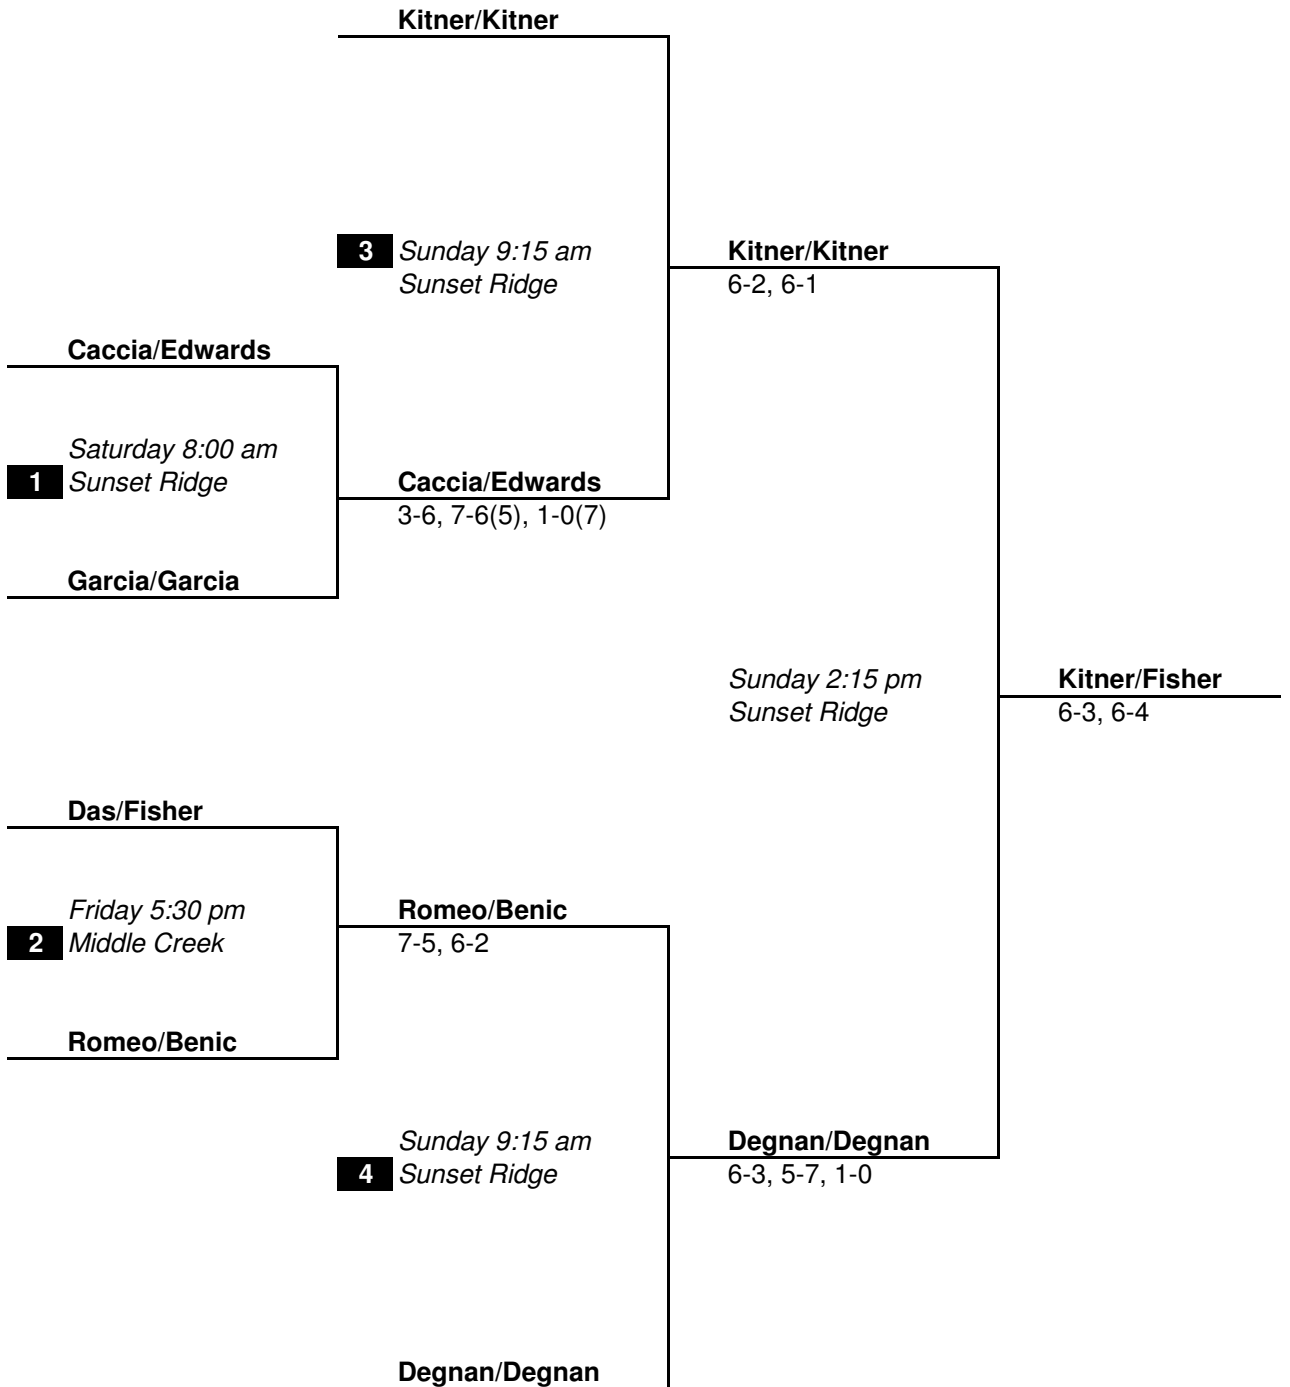 Kitner/Kitner
3 Sunday 9:15 am
Sunset Ridge
Kitner/Kitner
6-2, 6-1
Caccia/Edwards
Saturday 8:00 am
1 Sunset Ridge
Caccia/Edwards
3-6, 7-6(5), 1-0(7)
Garcia/Garcia
Sunday 2:15 pm
Sunset Ridge
Kitner/Fisher
6-3, 6-4
Das/Fisher
Friday 5:30 pm
2 Middle Creek
Romeo/Benic
7-5, 6-2
Romeo/Benic
Sunday 9:15 am
4 Sunset Ridge
Degnan/Degnan
6-3, 5-7, 1-0
Degnan/Degnan